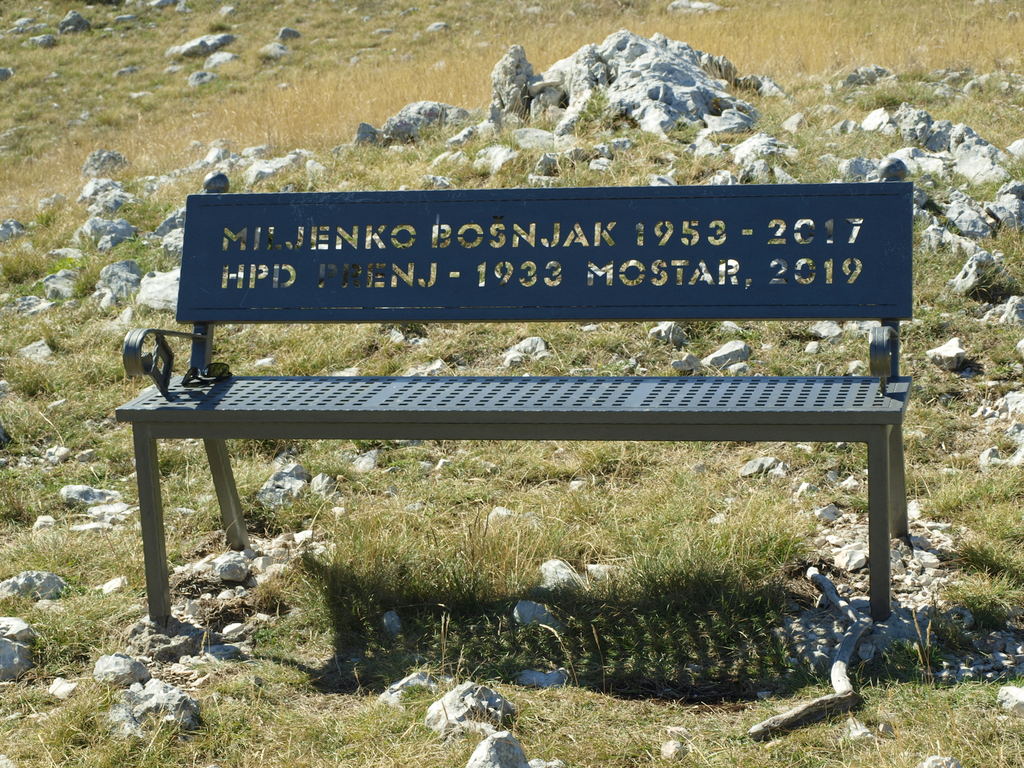 MILJENKO BOŠNJAK 1953 - 2017
HPD PRENJ - 1933 MOSTAR, 2019